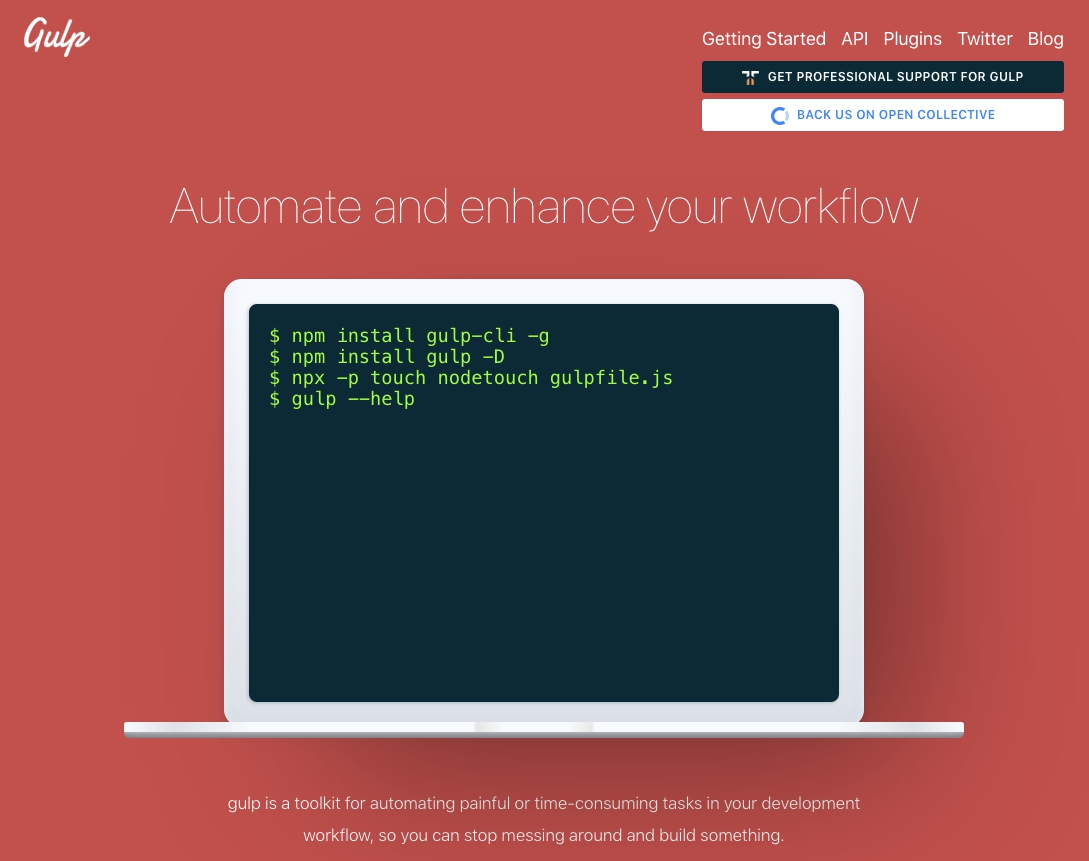 Gulp
Getting Started API Plugins Twitter Blog
GET PROFESSIONAL SUPPORT FOR GULP
BACK US ON OPEN COLLECTIVE
Automate and enhance your workflow
$ npm install gulp-cli -g
$ npm install gulp -D
$ npx -p touch nodetouch gulpfile.js
$ gulp --help
gulp is a toolkit for automating painful or time-consuming tasks in your development
workflow, so you can stop messing around and build something.